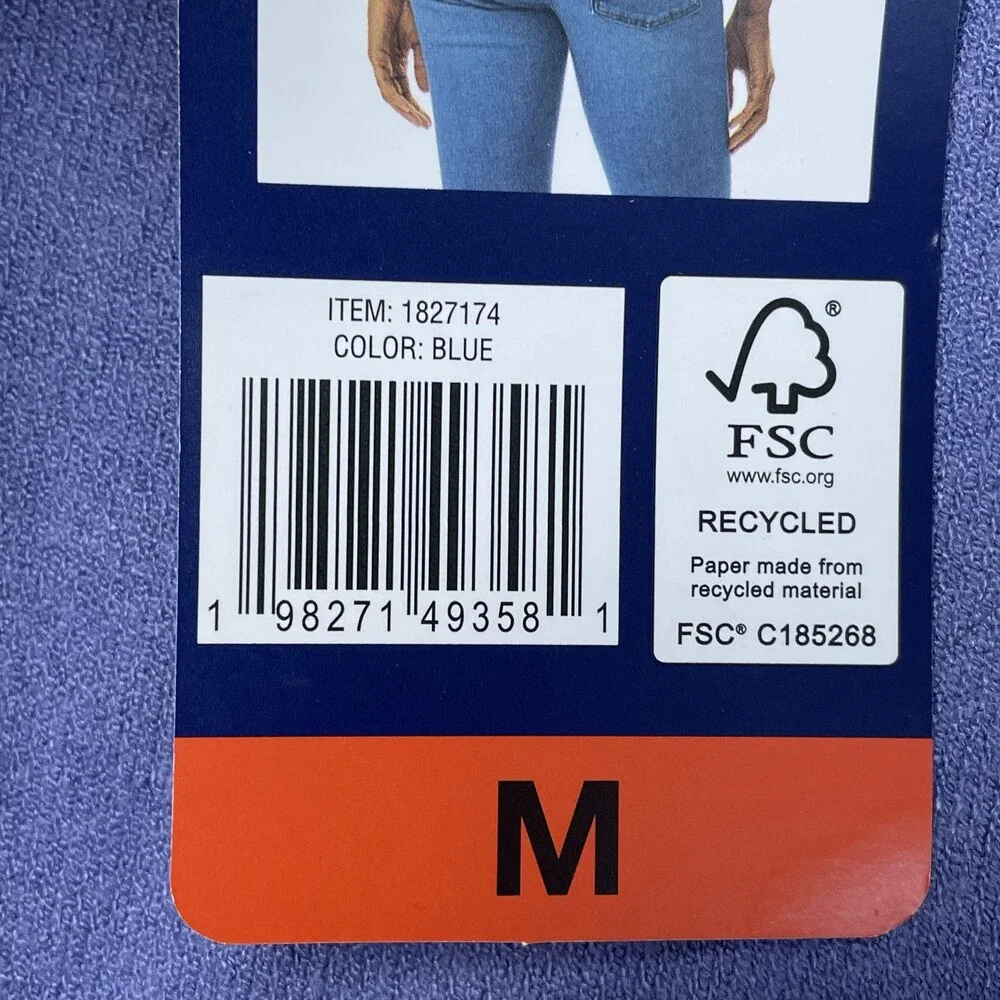 ITEM: 1827174
COLOR: BLUE
1 98271 49358 1
®
FSC
www.fsc.org
RECYCLED
Paper made from
recycled material
FSC® C185268
M